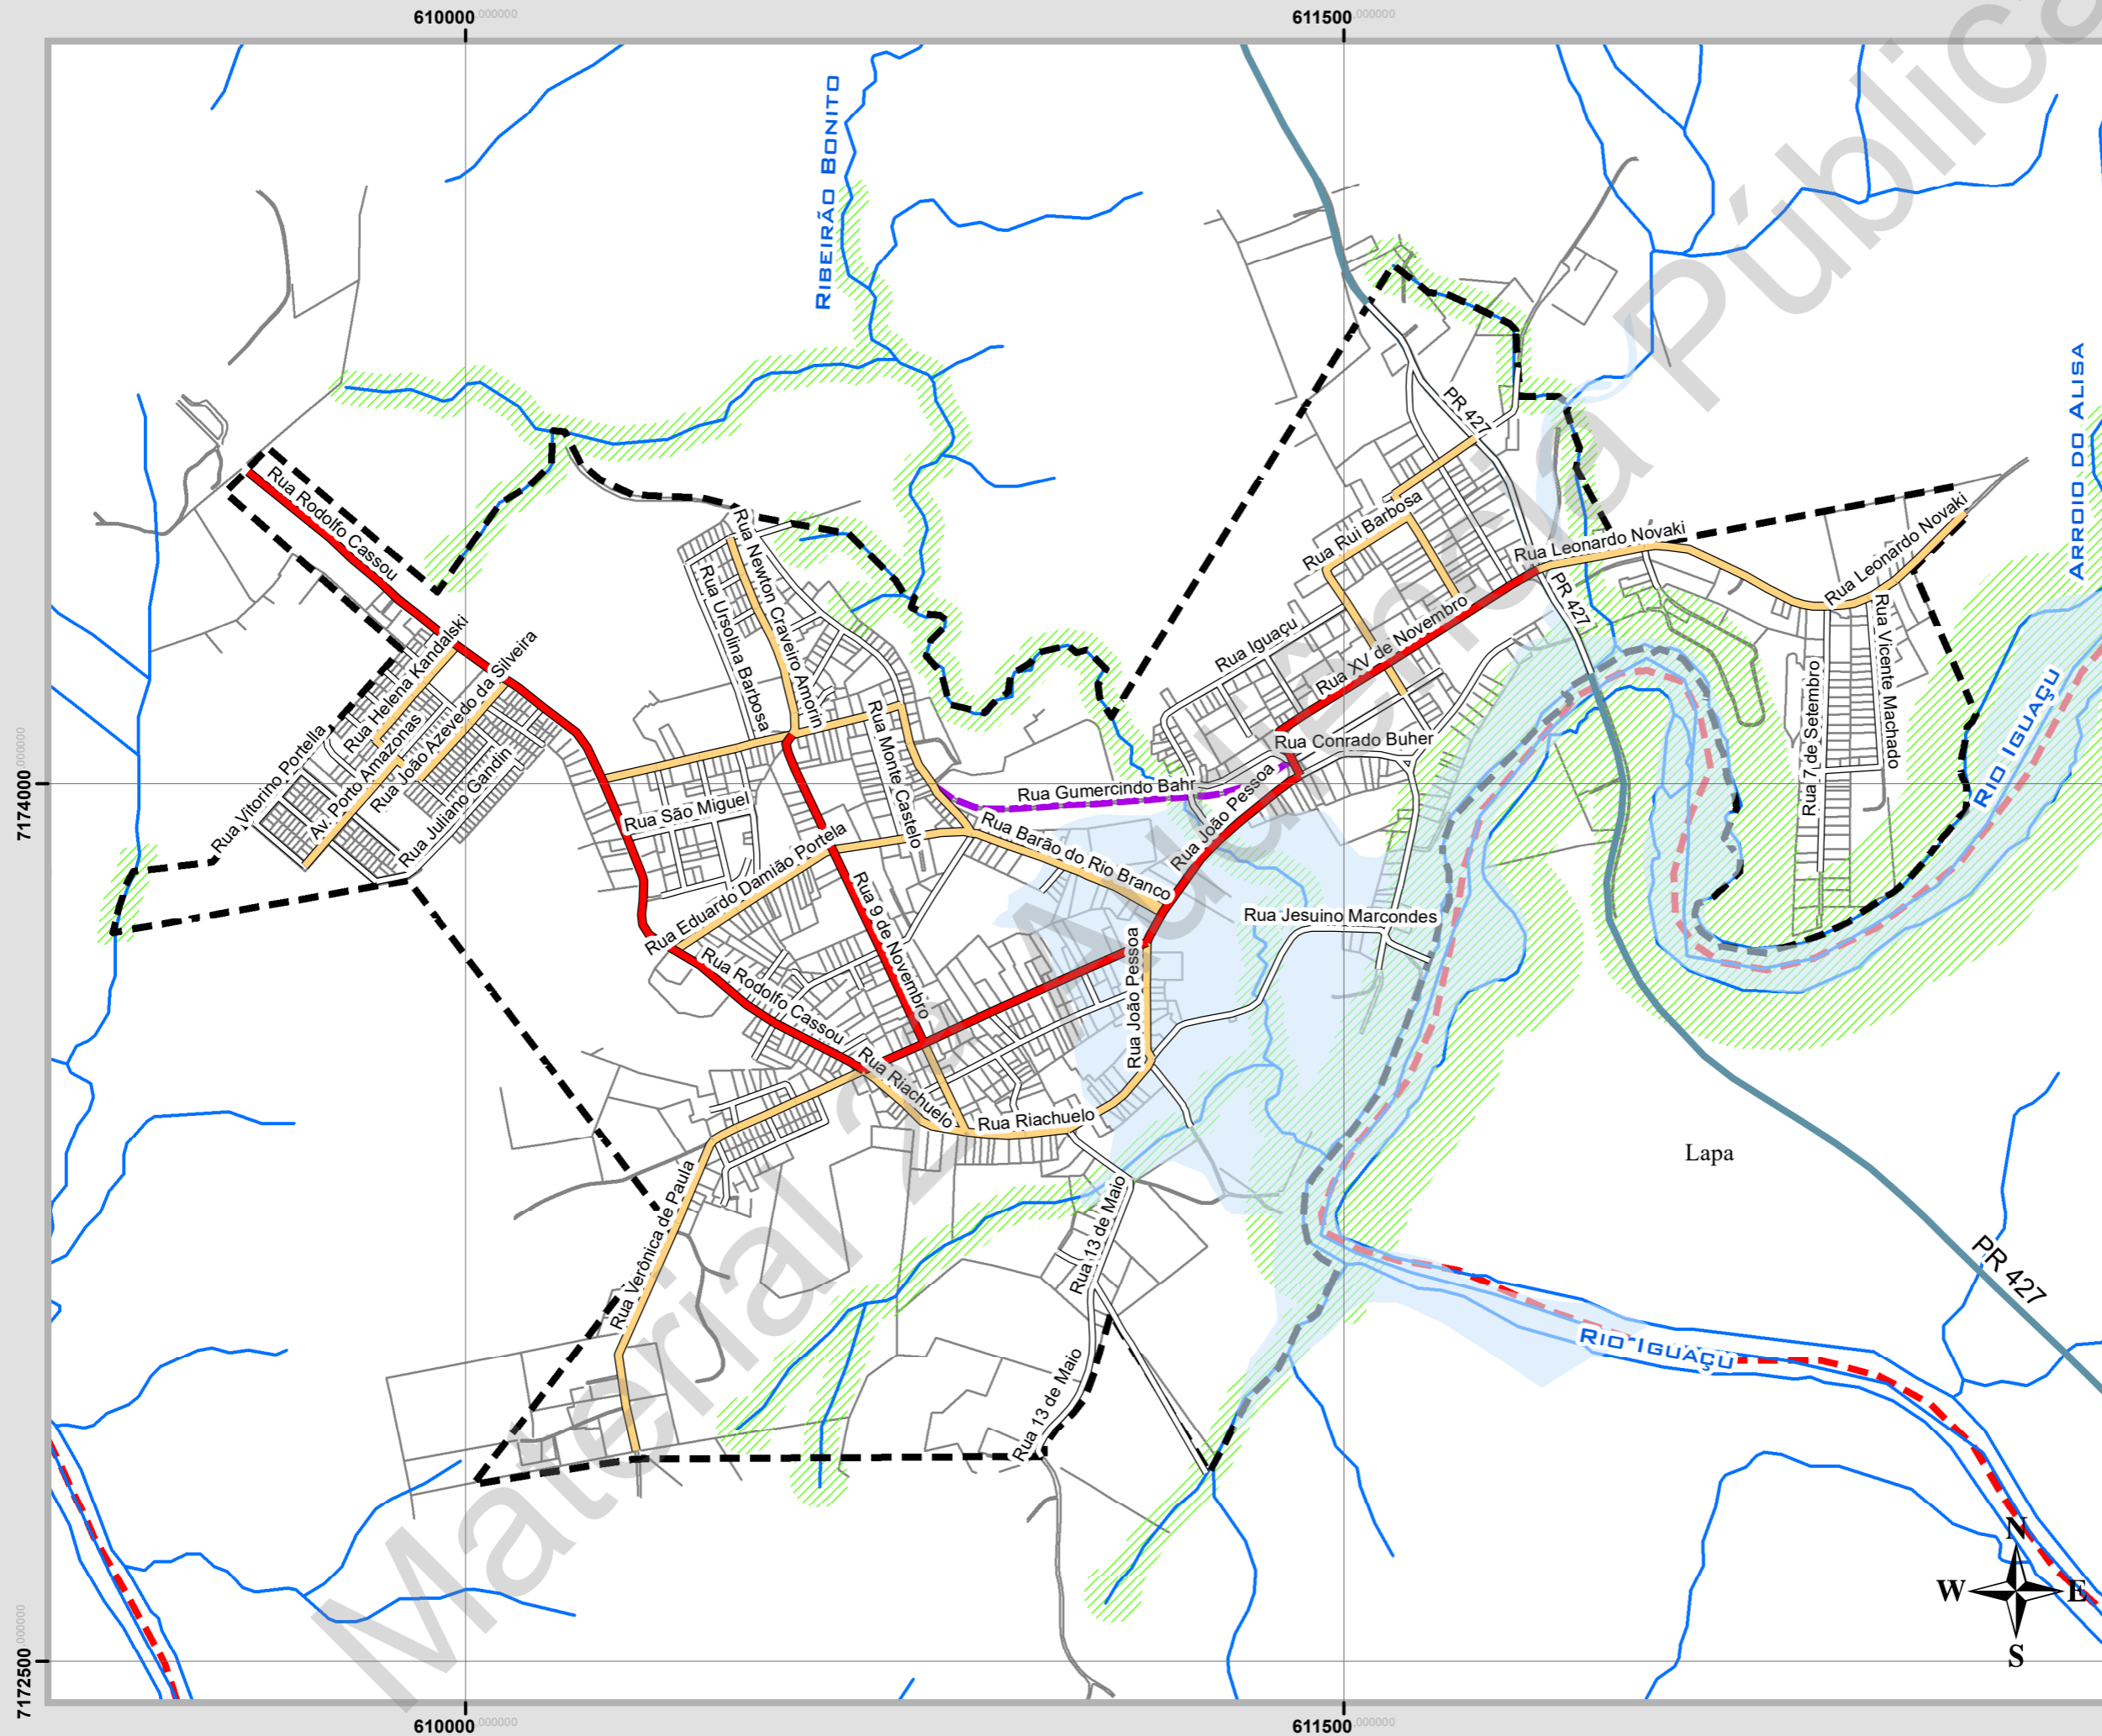 610000,000000
611500,000000
RIBEIRÃO BONITO
ARROIO DO ALISA
PR 427
Rua Rodolfo Cassou
Rua Newton Craveiro Amorin
Rua Ursolina Barbosa
Rua Rui Barbosa
Rua Leonardo Novaki
Rua Leonardo Novaki
PR 427
Rua Helena Kandalski
Rua João Azevedo da Silveira
Rua Iguaçu
Rua XV de Novembro
Rua Vicente Machado
Rua 7 de Setembro
RIO IGUAÇU
Rua Vitorino Portella
Av. Porto Amazonas
Rua Juliano Gandin
Rua Monte Castelo
Rua Conrado Buher
Rua Gumercindo Bahr
Rua João Pessoa
7174000,000000
Rua São Miguel
Rua Eduardo Damião Portela
Rua Barão do Rio Branco
Rua 9 de Novembro
Rua Jesuino Marcondes
Rua João Pessoa
Rua Rodolfo Cassou
Rua Riachuelo
Rua Riachuelo
Lapa
Rua Verônica de Paula
Rua 13 de Maio
PR 427
RIO IGUAÇU
Rua 13 de Maio
N
W
E
S
7172500,000000
610000,000000
611500,000000
Material 2ª Audiência Pública